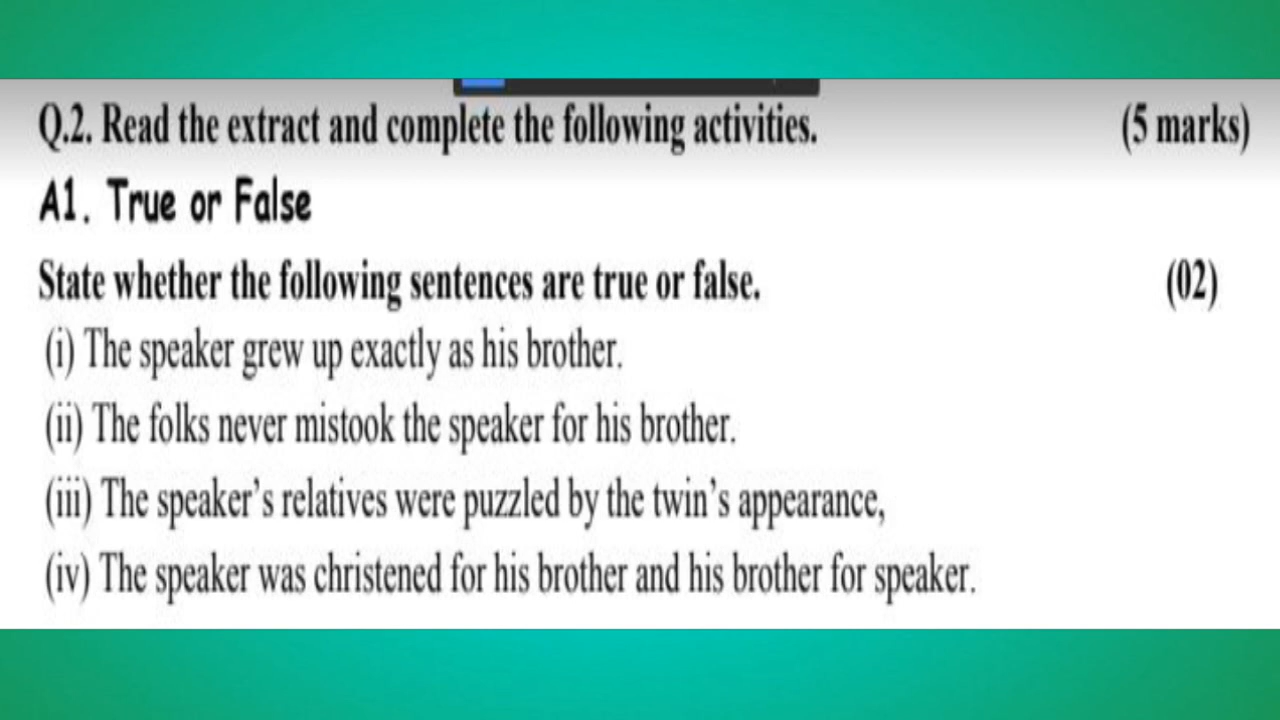 Q.2. Read the extract and complete the following activities. (5 marks)
A1. True or False
State whether the following sentences are true or false. (02)
(i) The speaker grew up exactly as his brother.
(ii) The folks never mistook the speaker for his brother.
(iii) The speaker’s relatives were puzzled by the twin’s appearance,
(iv) The speaker was christened for his brother and his brother for speaker.